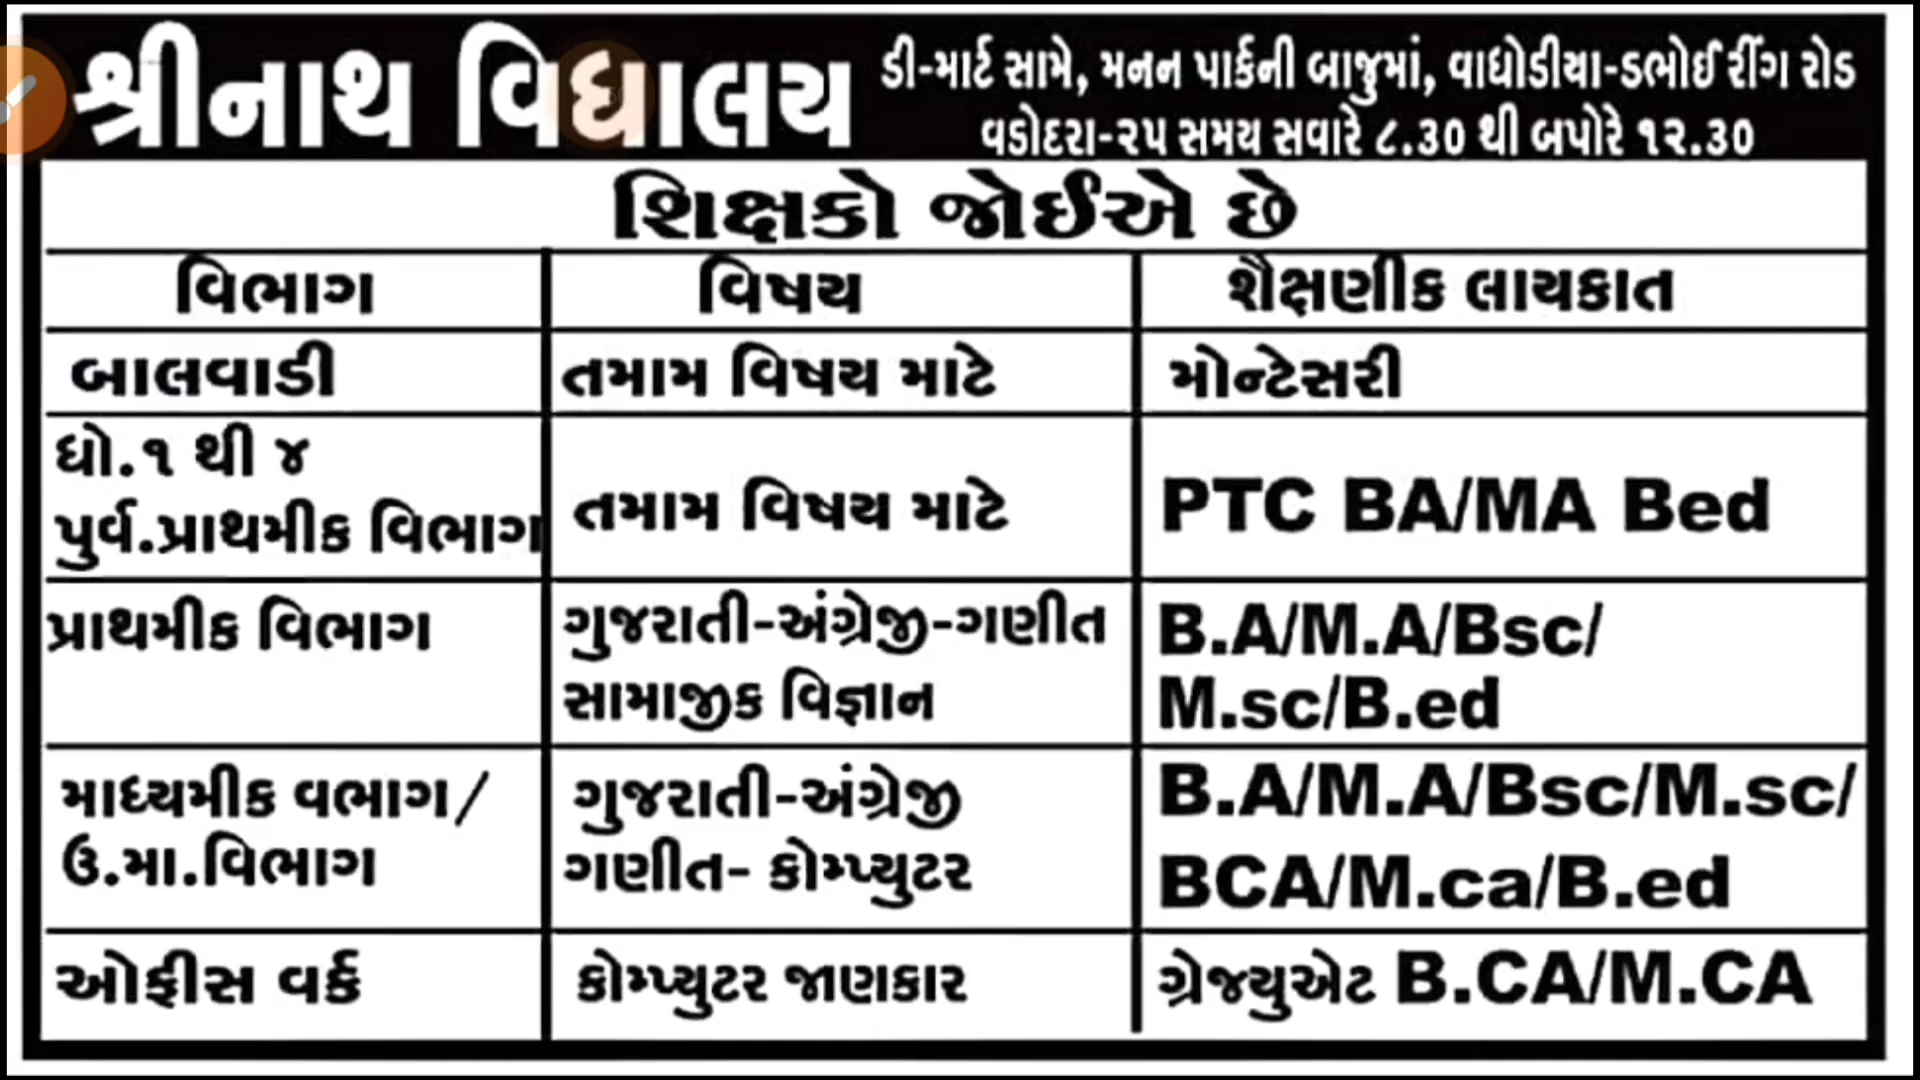 શ્રીનાથ વિધાલય
ડી-માર્ટ સામે, મનન પાર્કની બાજુમાં, વાઘોડીયા-ડભોઈ રીંગ રોડ
વડોદરા-૨૫ સમય સવારે ૮.30 થી બપોરે ૧૨.30
શિક્ષકો જોઈએ છે
વિભાગ વિષય શૈક્ષણીક લાયકાત
બાલવાડી તમામ વિષય માટે મોન્ટેસરી
ધો.૧ થી ૪
પુર્વ.પ્રાથમીક વિભાગ તમામ વિષય માટે PTC BA/MA Bed
પ્રાથમીક વિભાગ ગુજરાતી-અંગ્રેજી-ગણીત B.A/M.A/Bsc/
સામાજીક વિજ્ઞાન M.sc/B.ed
માધ્યમીક વભાગ/ ગુજરાતી-અંગ્રેજી B.A/M.A/Bsc/M.sc/
ઉ.મા.વિભાગ ગણીત- કોમ્પ્યુટર BCA/M.ca/B.ed
ઓફીસ વર્ક કોમ્પ્યુટર જાણકાર ગ્રેજ્યુએટ B.CA/M.CA